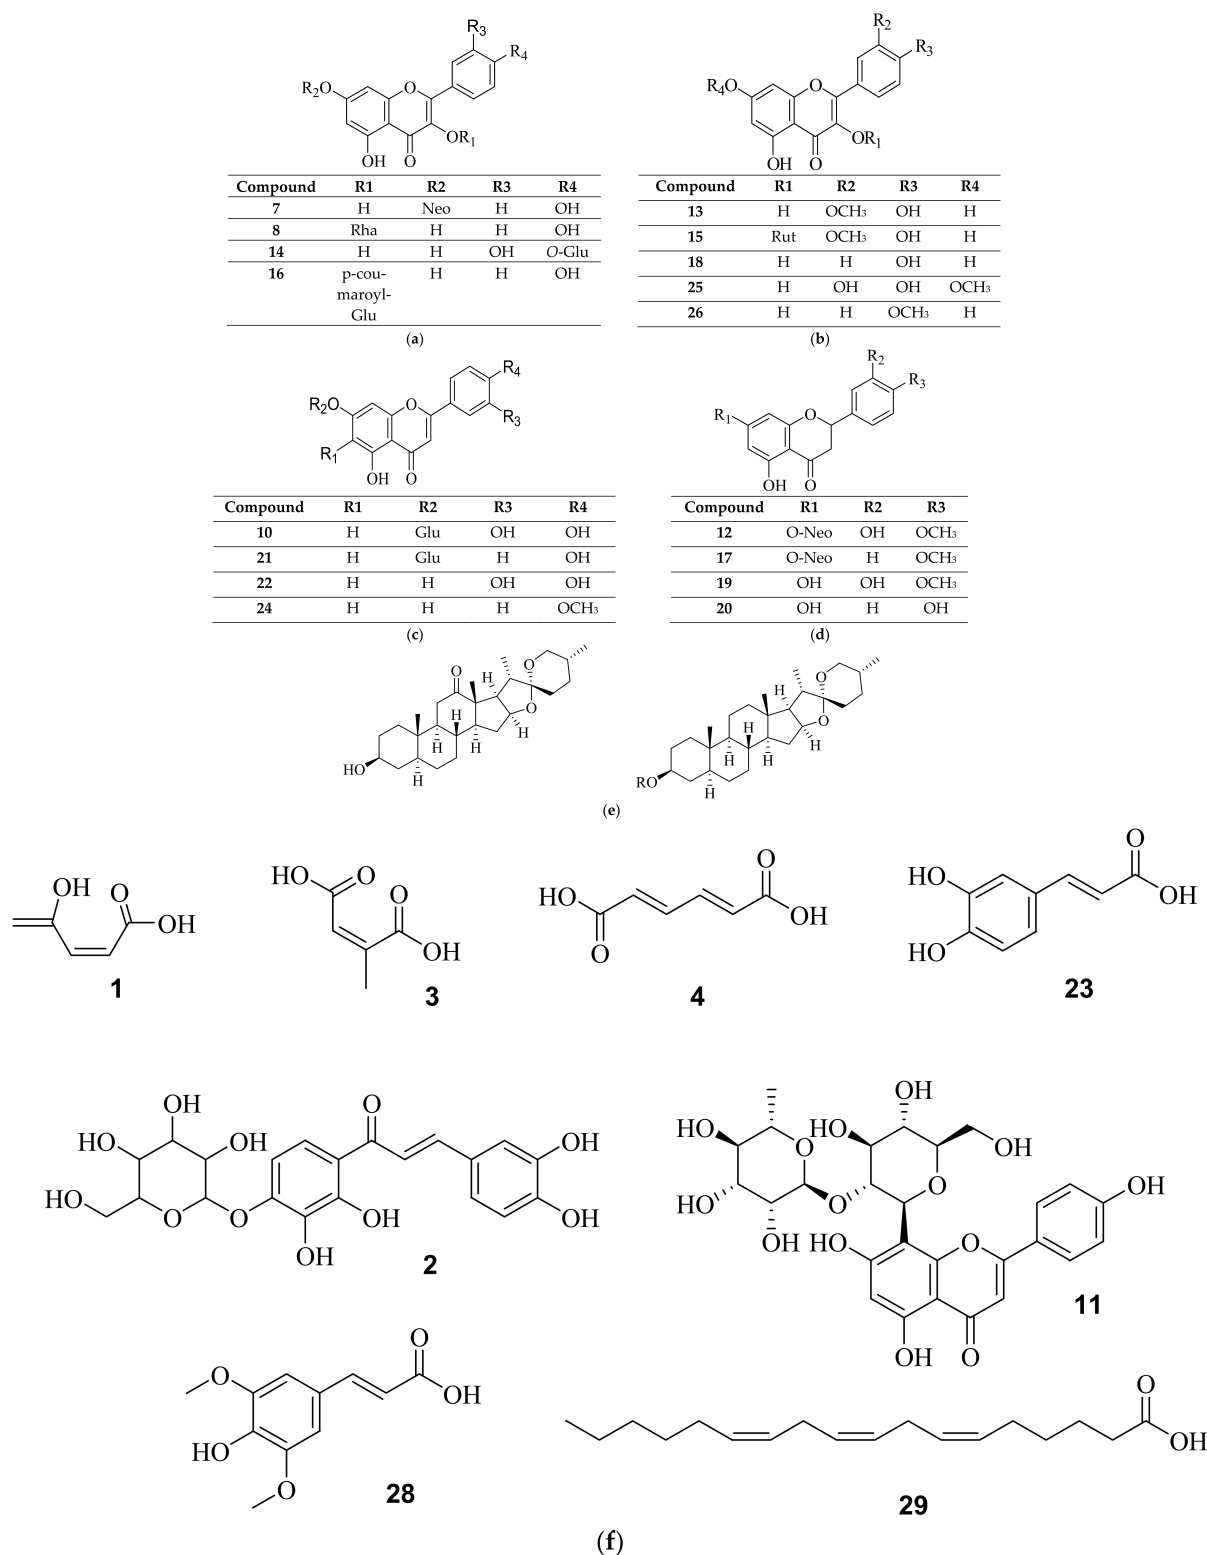 R3
R4
R2O
O
OR1
OH
O
Compound R1 R2 R3 R4
7 H Neo H OH
8 Rha H H OH
14 H H OH O-Glu
16 p-cou- H H OH
maroyl-
Glu
(a)
R2
R3
R4O
O
OR1
OH
O
Compound R1 R2 R3 R4
13 H OCH3 OH H
15 Rut OCH3 OH H
18 H H OH H
25 H OH OH OCH3
26 H H OCH3 H
(b)
R4
R2O
O
R3
R1
OH
O
Compound R1 R2 R3 R4
10 H Glu OH OH
21 H Glu H OH
22 H H OH OH
24 H H H OCH3
(c)
R2
R3
R1
O
OH
O
Compound R1 R2 R3
12 O-Neo OH OCH3
17 O-Neo H OCH3
19 OH OH OCH3
20 OH H OH
(d)
O
O
H
O
H
H
H
H
HO
H
O
H
O
H
H
H
H
RO
H
(e)
OH
O
OH
1
HO
O
O
OH
3
O
HO
OH
O
4
O
HO
OH
HO
23
OH
OH
O
HO
OH
OH
HO
O
O
OH
OH
OH
2
OH
HO
HO
O
OH
HO
O
O
OH
OH
HO
O
OH
O
11
O
O
OH
HO
O
28
O
OH
29
(f)